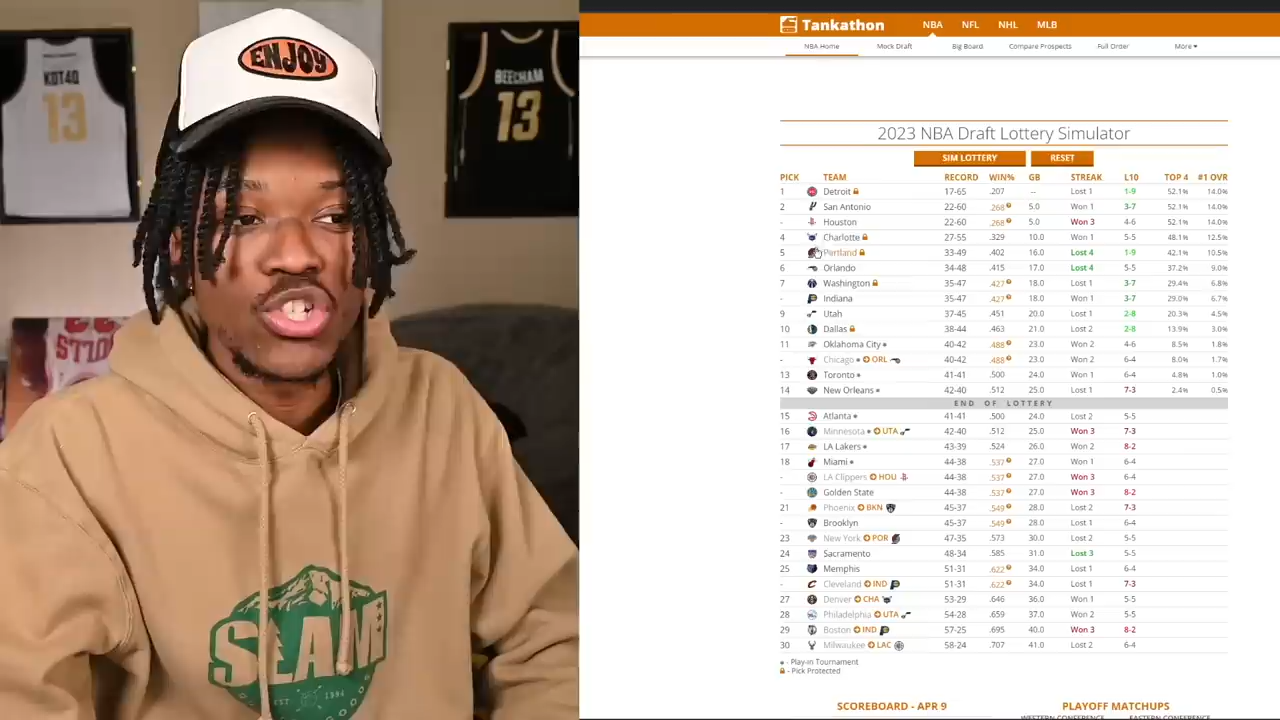 ENJOY
KOT4Q
13
BEECHAM
13
SLAM
EST 1994
Tankathon
NBA NFL NHL MLB
NBA Home Mock Draft Big Board Compare Prospects Full Order More
2023 NBA Draft Lottery Simulator
SIM LOTTERY RESET
PICK TEAM RECORD WIN% GB STREAK L10 TOP 4 #1 OVR
1 Detroit 17-65 .207 -- Lost 1 1-9 52.1% 14.0%
2 San Antonio 22-60 .268 5.0 Won 1 3-7 52.1% 14.0%
- Houston 22-60 .268 5.0 Won 3 4-6 52.1% 14.0%
4 Charlotte 27-55 .329 10.0 Won 1 5-5 48.1% 12.5%
5 Portland 33-49 .402 16.0 Lost 4 1-9 42.1% 10.5%
6 Orlando 34-48 .415 17.0 Lost 4 5-5 37.2% 9.0%
7 Washington 35-47 .427 18.0 Lost 1 3-7 29.4% 6.8%
- Indiana 35-47 .427 18.0 Won 1 3-7 29.0% 6.7%
9 Utah 37-45 .451 20.0 Lost 1 2-8 20.3% 4.5%
10 Dallas 38-44 .463 21.0 Lost 2 2-8 13.9% 3.0%
11 Oklahoma City 40-42 .488 23.0 Won 2 4-6 8.5% 1.8%
- Chicago ORL 40-42 .488 23.0 Won 2 6-4 8.0% 1.7%
13 Toronto 41-41 .500 24.0 Won 1 6-4 4.8% 1.0%
14 New Orleans 42-40 .512 25.0 Lost 1 7-3 2.4% 0.5%
END OF LOTTERY
15 Atlanta 41-41 .500 24.0 Lost 2 5-5
16 Minnesota UTA 42-40 .512 25.0 Won 3 7-3
17 LA Lakers 43-39 .524 26.0 Won 2 8-2
18 Miami 44-38 .537 27.0 Won 1 6-4
- LA Clippers HOU 44-38 .537 27.0 Won 3 6-4
- Golden State 44-38 .537 27.0 Won 3 8-2
21 Phoenix BKN 45-37 .549 28.0 Lost 2 7-3
- Brooklyn 45-37 .549 28.0 Lost 1 6-4
23 New York POR 47-35 .573 30.0 Lost 2 5-5
24 Sacramento 48-34 .585 31.0 Lost 3 5-5
25 Memphis 51-31 .622 34.0 Lost 1 6-4
- Cleveland IND 51-31 .622 34.0 Lost 1 7-3
27 Denver CHA 53-29 .646 36.0 Won 1 5-5
28 Philadelphia UTA 54-28 .659 37.0 Won 2 5-5
29 Boston IND 57-25 .695 40.0 Won 3 8-2
30 Milwaukee LAC 58-24 .707 41.0 Lost 2 6-4
- Play-in Tournament
- Pick Protected
SCOREBOARD - APR 9 PLAYOFF MATCHUPS
WESTERN CONFERENCE EASTERN CONFERENCE